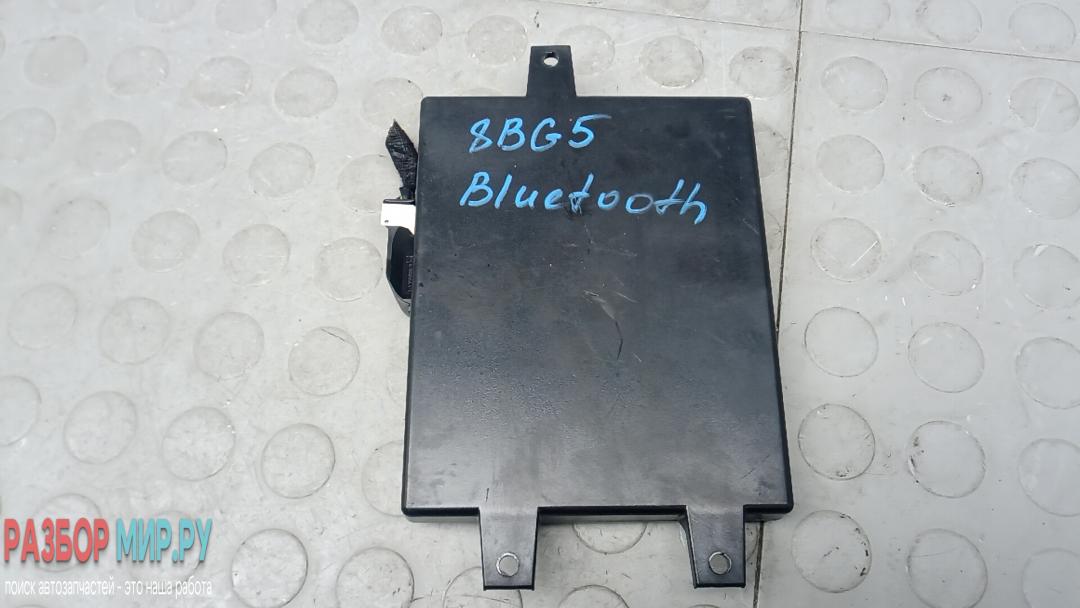 8BG5
Bluetooth
РАЗБОР МИР.РУ
поиск автозапчастей - это наша работа